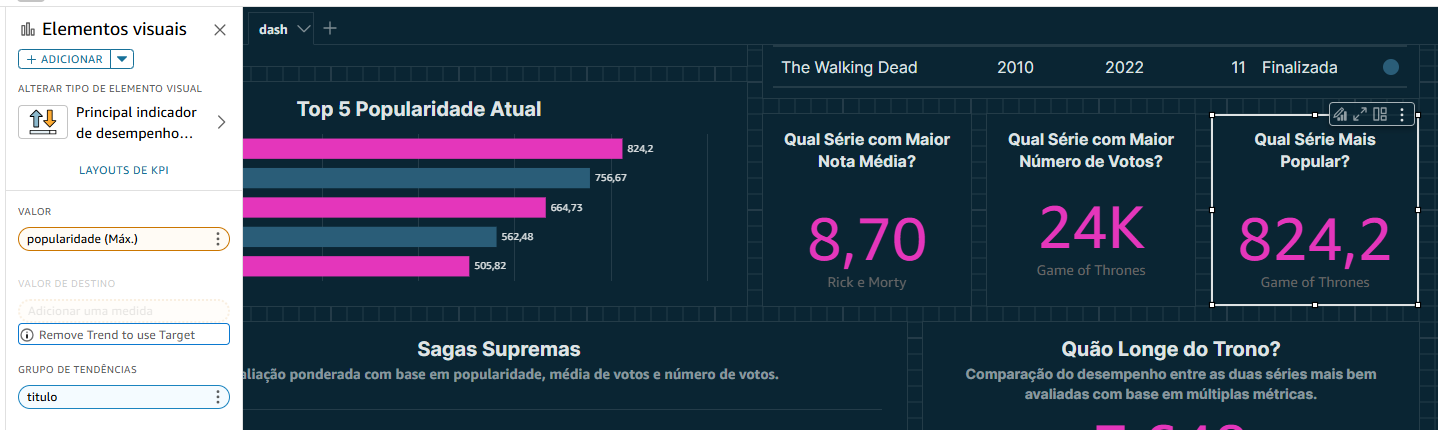 Elementos visuais
+ ADICIONAR
ALTERAR TIPO DE ELEMENTO VISUAL
Principal indicador
de desempenho...
LAYOUTS DE KPI
VALOR
popularidade (Máx.)
VALOR DE DESTINO
Adicionar uma medida
Remove Trend to use Target
GRUPO DE TENDÊNCIAS
titulo
dash
The Walking Dead 2010 2022 11 Finalizada
Top 5 Popularidade Atual
824,2
756,67
664,73
562,48
505,82
Qual Série com Maior
Nota Média?
8,70
Rick e Morty
Qual Série com Maior
Número de Votos?
24K
Game of Thrones
Qual Série Mais
Popular?
824,2
Game of Thrones
Sagas Supremas
aliação ponderada com base em popularidade, média de votos e número de votos.
Quão Longe do Trono?
Comparação do desempenho entre as duas séries mais bem
avaliadas com base em múltiplas métricas.